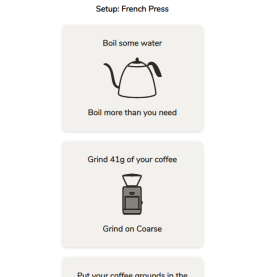 Setup: French Press
Boil some water
Boil more than you need
Grind 41g of your coffee
Grind on Coarse
Put your coffee grounds in the